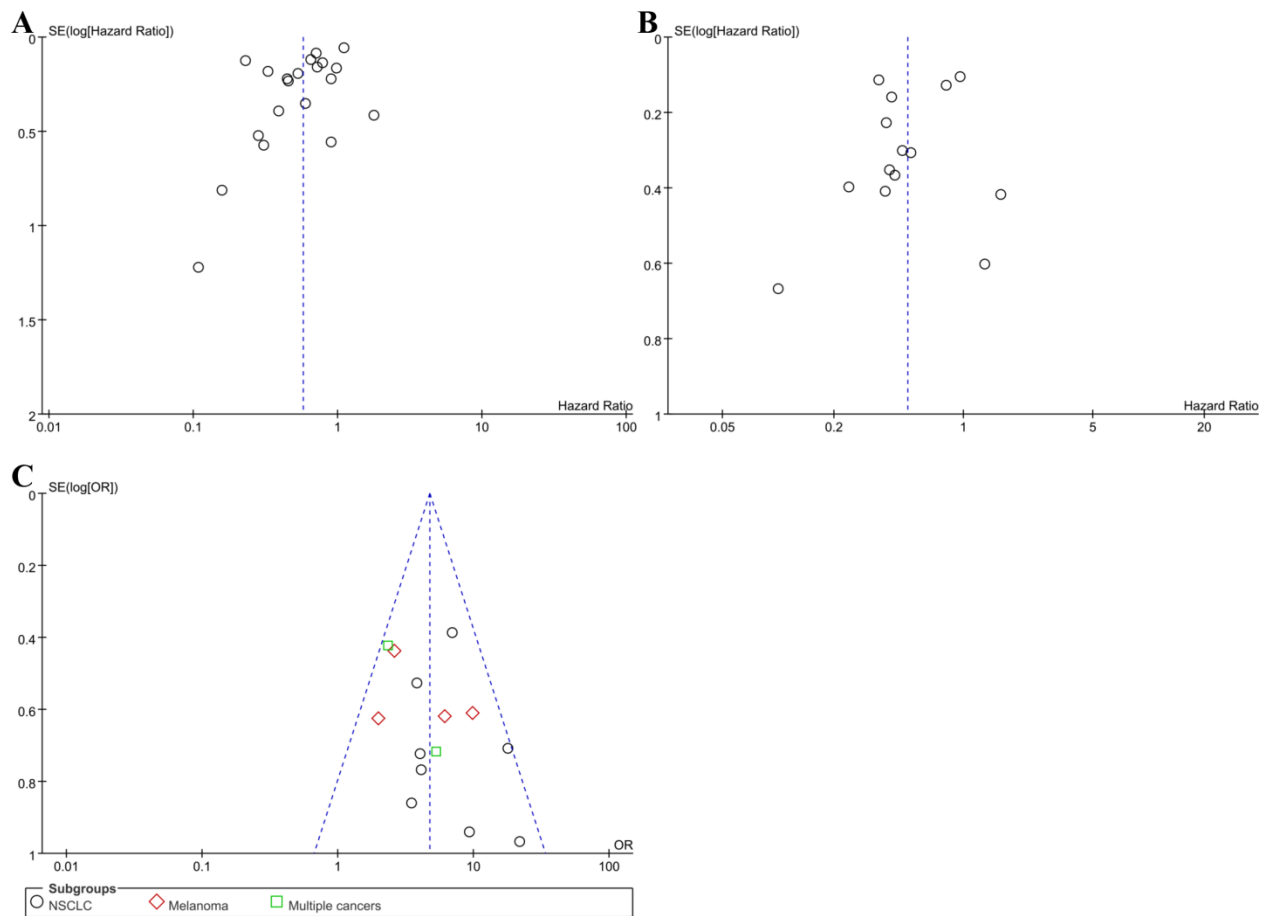 A
SE(log[Hazard Ratio])
0
0.5
1
1.5
2
Hazard Ratio
0.01 0.1 1 10 100
B
SE(log[Hazard Ratio])
0
0.2
0.4
0.6
0.8
1
Hazard Ratio
0.05 0.2 1 5 20
C
SE(log[OR])
0
0.2
0.4
0.6
0.8
1
OR
0.01 0.1 1 10 100
Subgroups
NSCLC Melanoma Multiple cancers